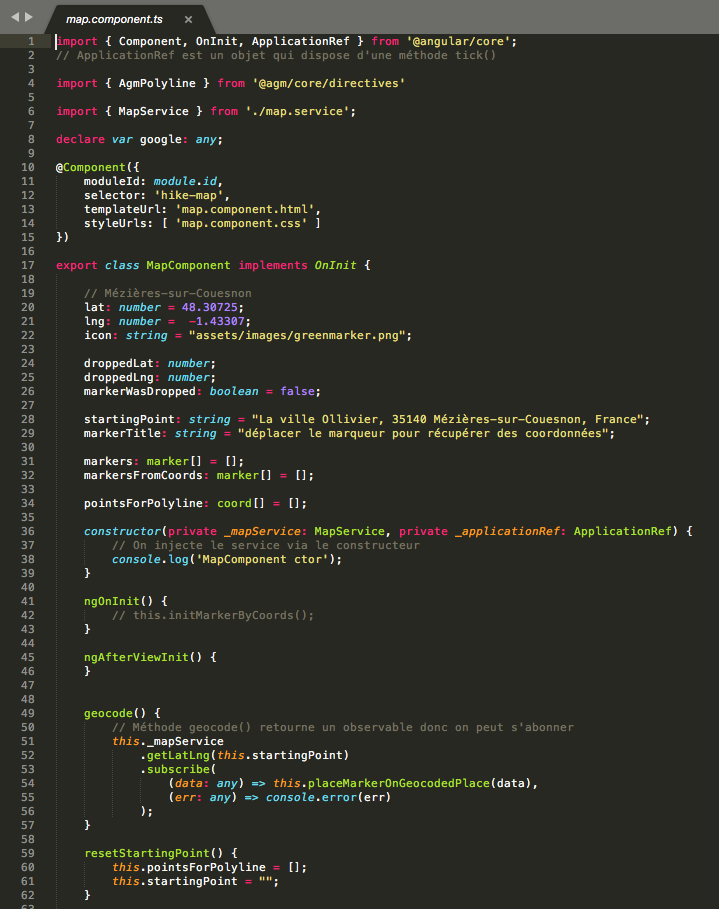 map.component.ts ×
1 import { Component, OnInit, ApplicationRef } from '@angular/core';
2 // ApplicationRef est un objet qui dispose d'une méthode tick()
3
4 import { AgmPolyline } from '@agm/core/directives'
5
6 import { MapService } from './map.service';
7
8 declare var google: any;
9
10 @Component({
11     moduleId: module.id,
12     selector: 'hike-map',
13     templateUrl: 'map.component.html',
14     styleUrls: [ 'map.component.css' ]
15 })
16
17 export class MapComponent implements OnInit {
18
19     // Mézières-sur-Couesnon
20     lat: number = 48.30725;
21     lng: number =  -1.43307;
22     icon: string = "assets/images/greenmarker.png";
23
24     droppedLat: number;
25     droppedLng: number;
26     markerWasDropped: boolean = false;
27
28     startingPoint: string = "La ville Ollivier, 35140 Mézières-sur-Couesnon, France";
29     markerTitle: string = "déplacer le marqueur pour récupérer des coordonnées";
30
31     markers: marker[] = [];
32     markersFromCoords: marker[] = [];
33
34     pointsForPolyline: coord[] = [];
35
36     constructor(private _mapService: MapService, private _applicationRef: ApplicationRef) {
37         // On injecte le service via le constructeur
38         console.log('MapComponent ctor');
39     }
40
41     ngOnInit() {
42         // this.initMarkerByCoords();
43     }
44
45     ngAfterViewInit() {
46     }
47
48
49     geocode() {
50         // Méthode geocode() retourne un observable donc on peut s'abonner
51         this._mapService
52             .getLatLng(this.startingPoint)
53             .subscribe(
54                 (data: any) => this.placeMarkerOnGeocodedPlace(data),
55                 (err: any) => console.error(err)
56             );
57     }
58
59     resetStartingPoint() {
60         this.pointsForPolyline = [];
61         this.startingPoint = "";
62     }
63